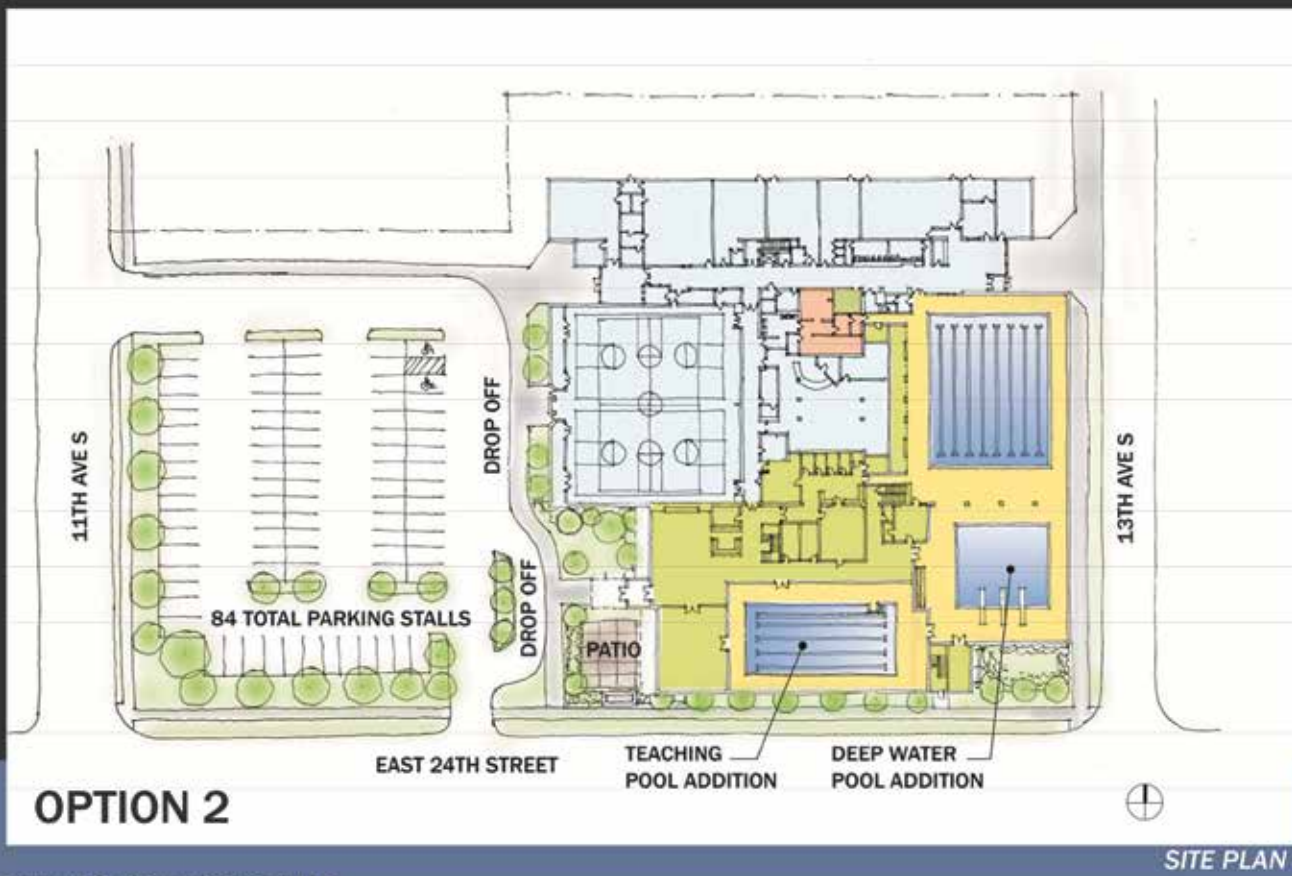 11TH AVE S
DROP OFF
13TH AVE S
84 TOTAL PARKING STALLS
DROP OFF
PATIO
EAST 24TH STREET
TEACHING
POOL ADDITION
DEEP WATER
POOL ADDITION
OPTION 2
SITE PLAN